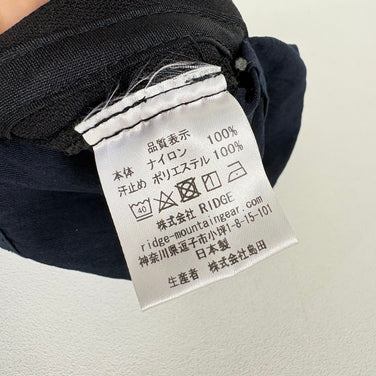 品質表示
本体 ナイロン 100%
汗止め ポリエステル 100%
40
株式会社 RIDGE
ridge-mountaingear.com/
神奈川県逗子市小坪1-8-15-101
日本製
生産者 株式会社島田